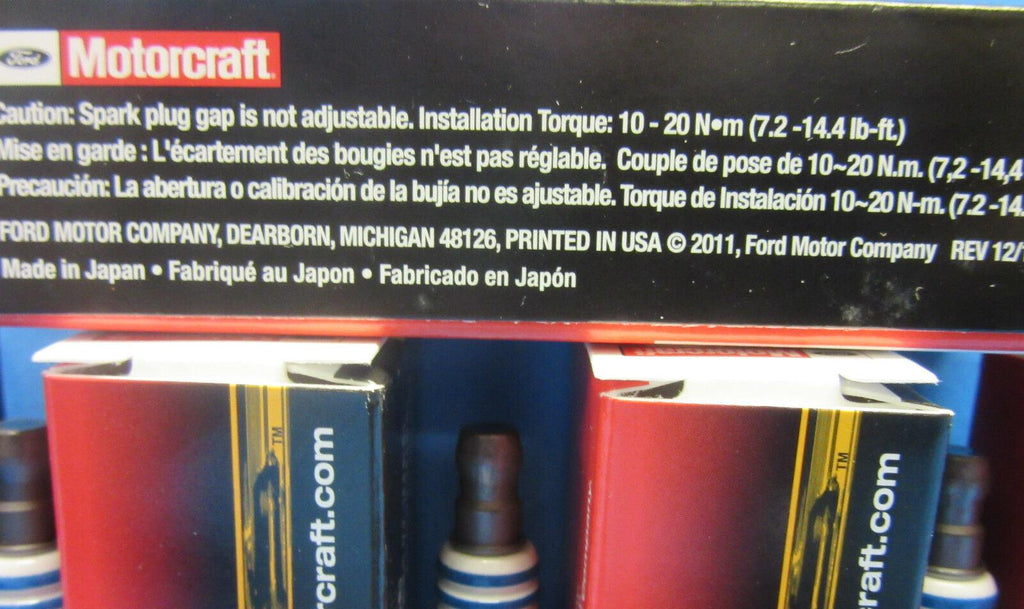 Ford Motorcraft
Caution: Spark plug gap is not adjustable. Installation Torque: 10 - 20 N•m (7.2 -14.4 lb-ft.)
Mise en garde : L'écartement des bougies n'est pas réglable. Couple de pose de 10~20 N.m. (7,2 -14,4
Precaución: La abertura o calibración de la bujía no es ajustable. Torque de Instalación 10~20 N-m. (7.2 -14.
FORD MOTOR COMPANY, DEARBORN, MICHIGAN 48126, PRINTED IN USA © 2011, Ford Motor Company REV 12/
Made in Japan • Fabriqué au Japon • Fabricado en Japón
Motorcraft
TM
rcraft.com
TM
raft.com